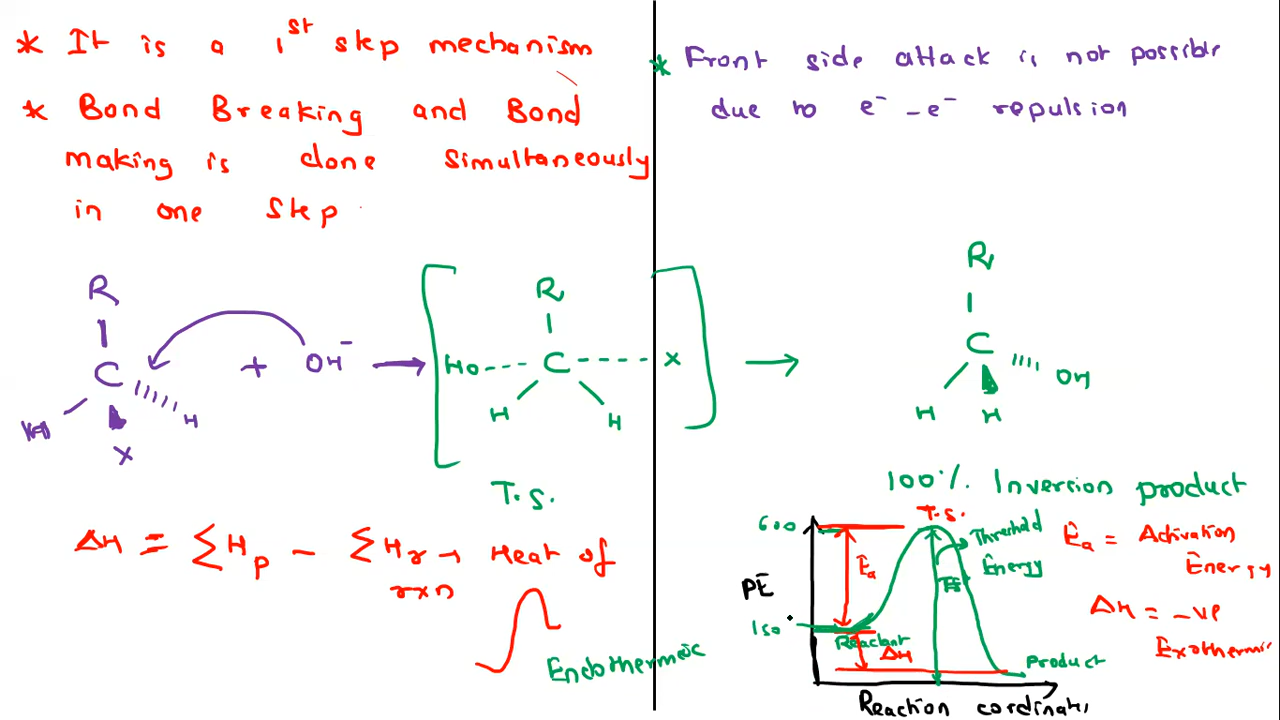 * It is a 1st step mechanism
* Bond Breaking and Bond
making is done simultaneously
in one step
* Front side attack is not possible
due to e⁻ - e⁻ repulsion
R
C
H
X
+ OH⁻ →
R
HO---C----X
H H
T.S.
→
R
C
OH
H H
100% Inversion product
ΔH = ΣHp - ΣHr → Heat of
rxn
Endothermic
600
T.S.
Threshold
Energy
Ea
PE
150
Reactant
ΔH
Product
Reaction coordinate
Ea = Activation
Energy
ΔH = -ve
Exothermic